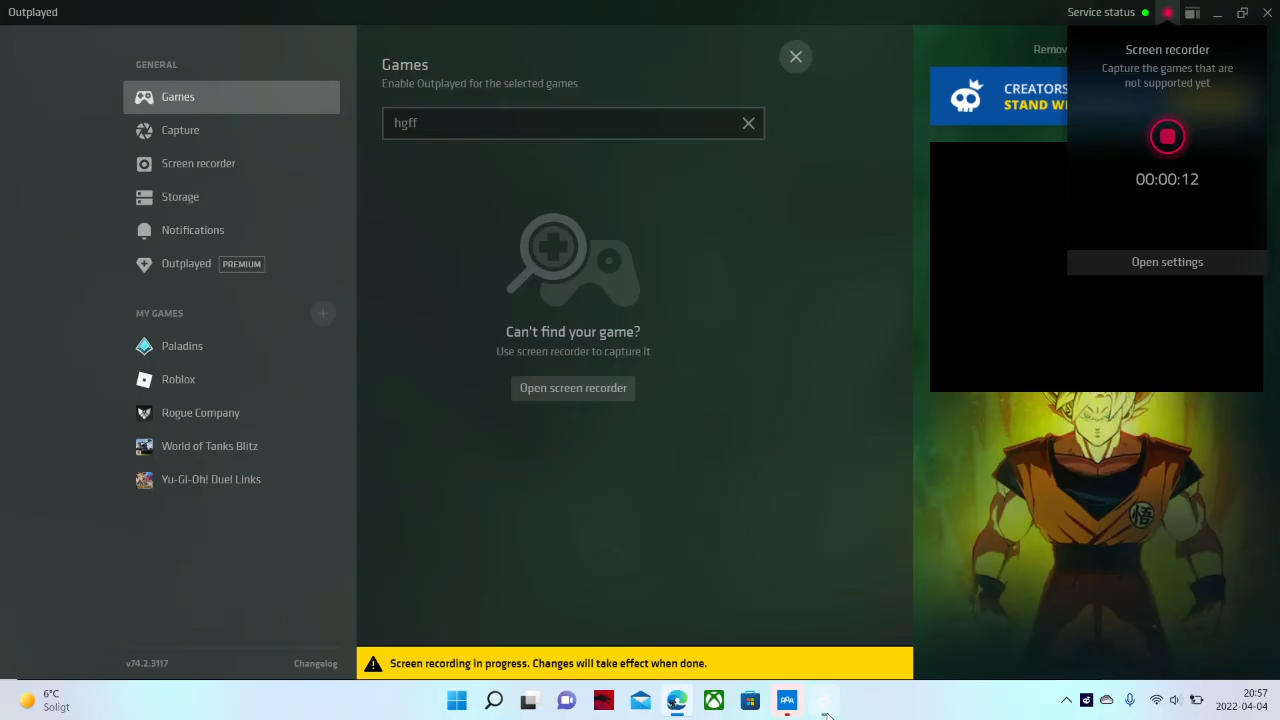 Outplayed
Service status
GENERAL
Games
Capture
Screen recorder
Storage
Notifications
Outplayed PREMIUM
MY GAMES
Paladins
Roblox
Rogue Company
World of Tanks Blitz
Yu-Gi-Oh! Duel Links
v74.2.3117
Changelog
Games
Enable Outplayed for the selected games
hgff
Can't find your game?
Use screen recorder to capture it
Open screen recorder
Screen recording in progress. Changes will take effect when done.
CREATORS
Screen recorder
Capture the games that are
not supported yet
00:00:12
Open settings
悟
6°C
Soligt
20:57
2022-04-04